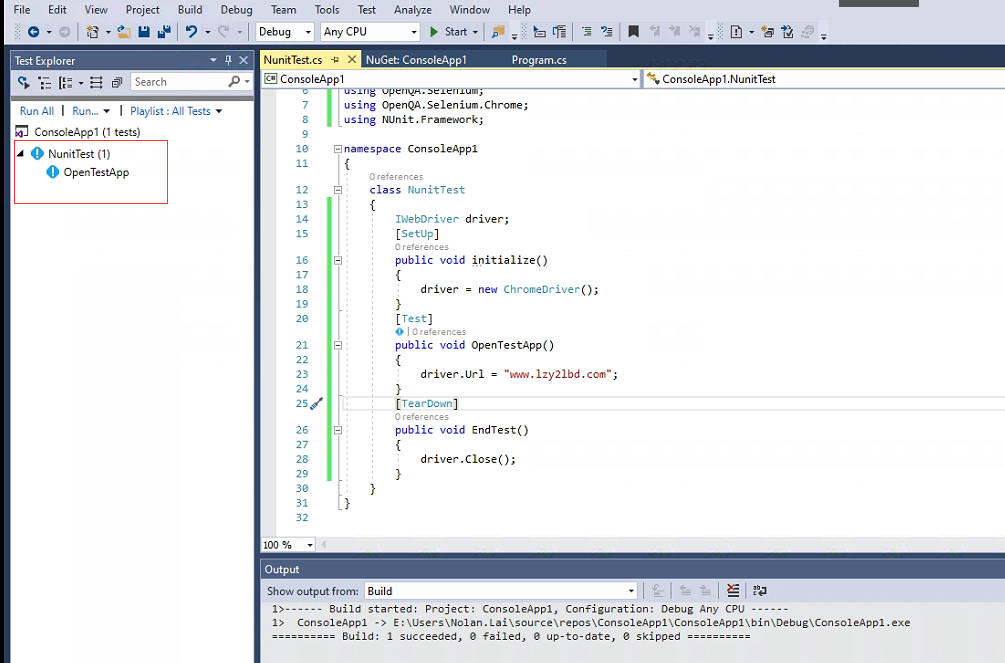 File Edit View Project Build Debug Team Tools Test Analyze Window Help
Debug Any CPU Start
Test Explorer
Search
Run All | Run... | Playlist : All Tests
ConsoleApp1 (1 tests)
NunitTest (1)
OpenTestApp
NunitTest.cs NuGet: ConsoleApp1 Program.cs
C# ConsoleApp1 ConsoleApp1.NunitTest
6 using OpenQA.Selenium;
7 using OpenQA.Selenium.Chrome;
8 using NUnit.Framework;
9
10 namespace ConsoleApp1
11 {
0 references
12 class NunitTest
13 {
14 IWebDriver driver;
15 [SetUp]
0 references
16 public void initialize()
17 {
18 driver = new ChromeDriver();
19 }
20 [Test]
| 0 references
21 public void OpenTestApp()
22 {
23 driver.Url = "www.lzy2lbd.com";
24 }
25 [TearDown]
0 references
26 public void EndTest()
27 {
28 driver.Close();
29 }
30 }
31 }
32
100 %
Output
Show output from: Build
1>------ Build started: Project: ConsoleApp1, Configuration: Debug Any CPU ------
1> ConsoleApp1 -> E:\Users\Nolan.Lai\source\repos\ConsoleApp1\ConsoleApp1\bin\Debug\ConsoleApp1.exe
========== Build: 1 succeeded, 0 failed, 0 up-to-date, 0 skipped ==========